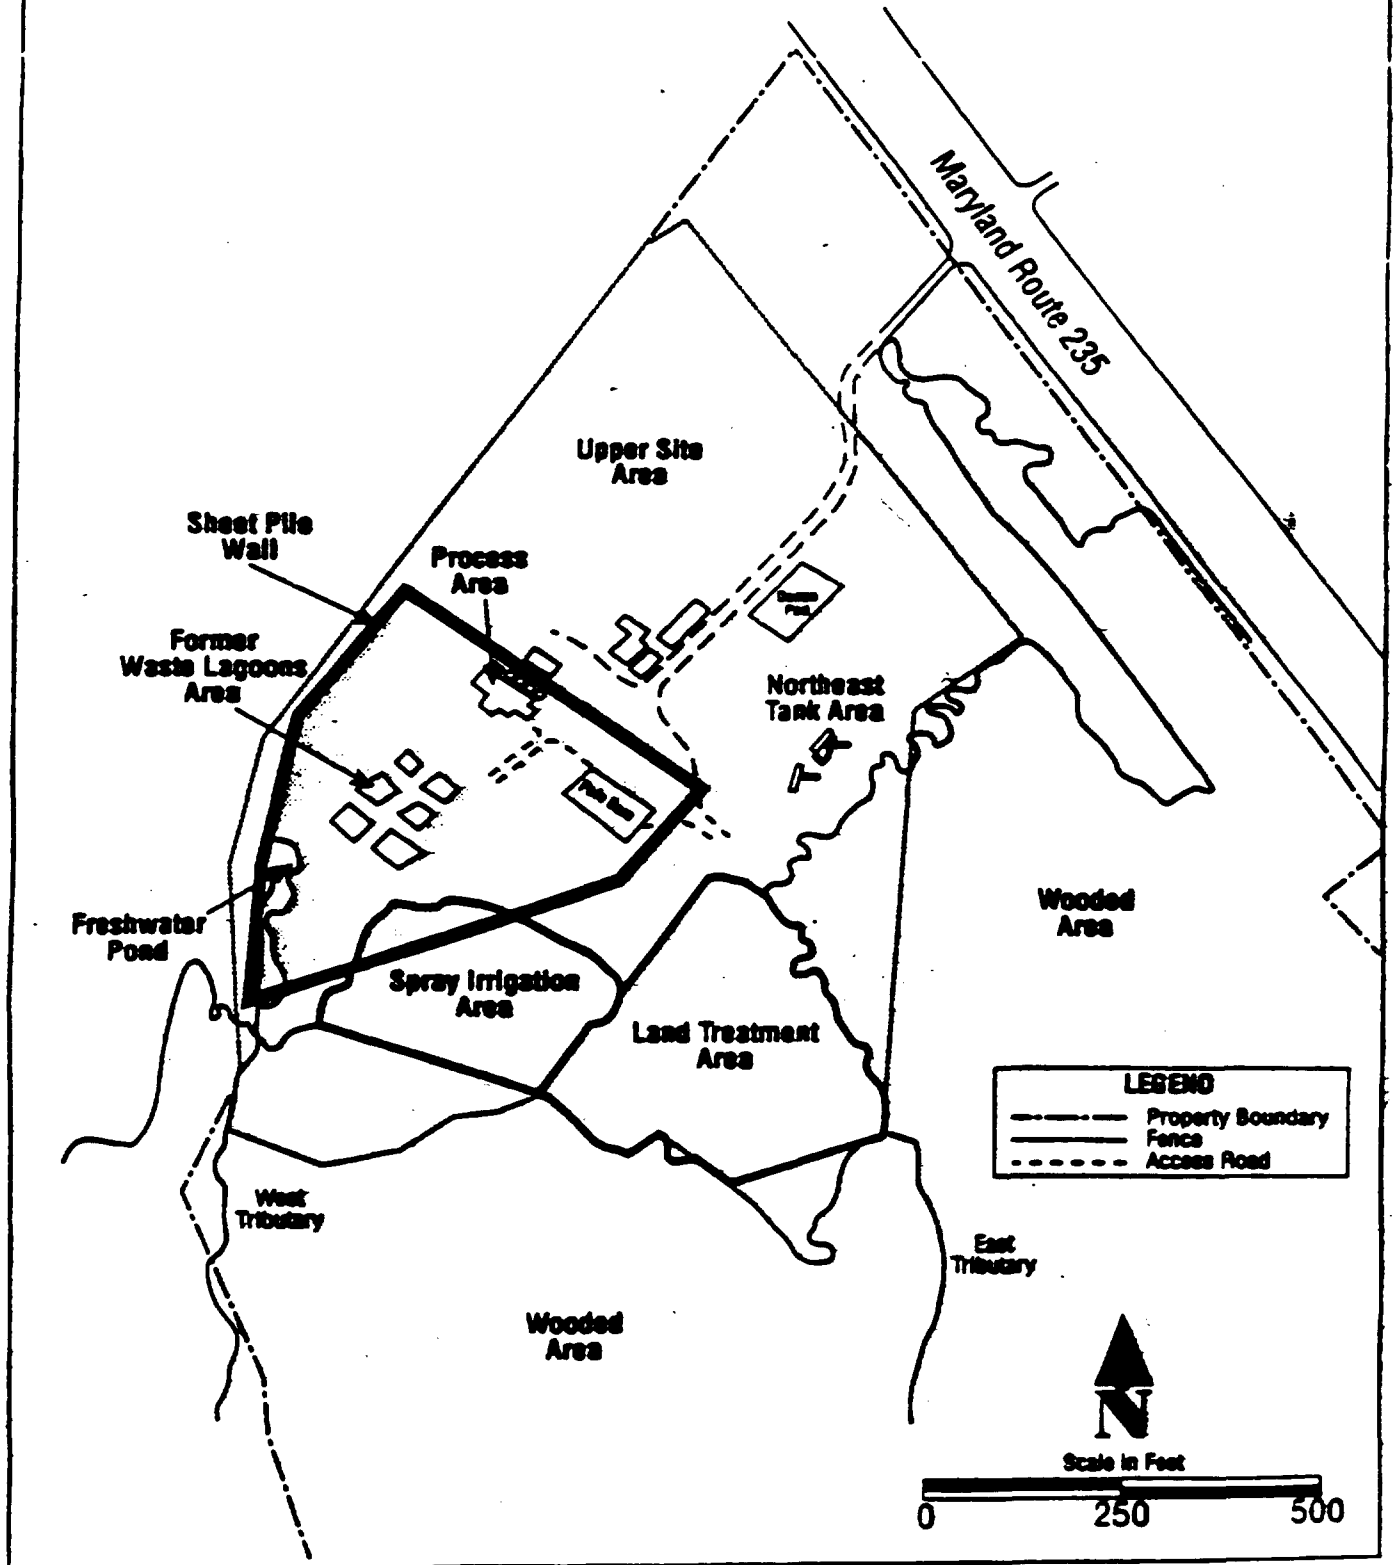 Maryland Route 235
Upper Site
Area
Sheet Pile
Wall
Process
Area
Former
Waste Lagoons
Area
Northeast
Tank Area
Freshwater
Pond
Spray Irrigation
Area
Land Treatment
Area
Wooded
Area
LEGEND
Property Boundary
Fence
Access Road
West
Tributary
East
Tributary
Wooded
Area
N
Scale in Feet
0 250 500